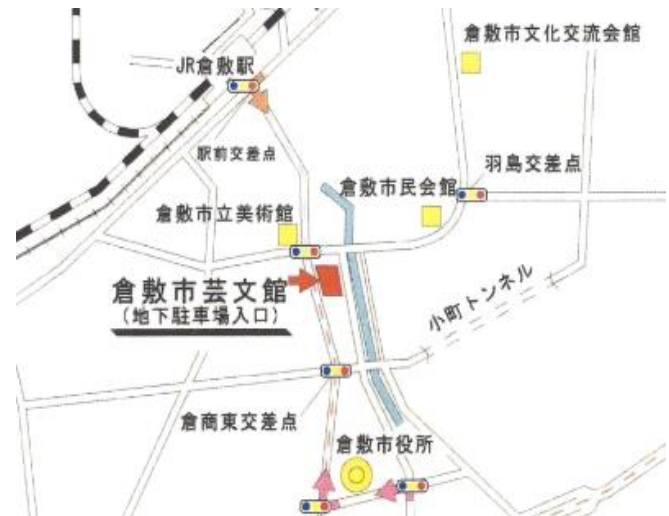 倉敷市文化交流会館
JR倉敷駅
駅前交差点
羽島交差点
倉敷市民会館
倉敷市立美術館
倉敷市芸文館
(地下駐車場入口)
小町トンネル
倉商東交差点
倉敷市役所